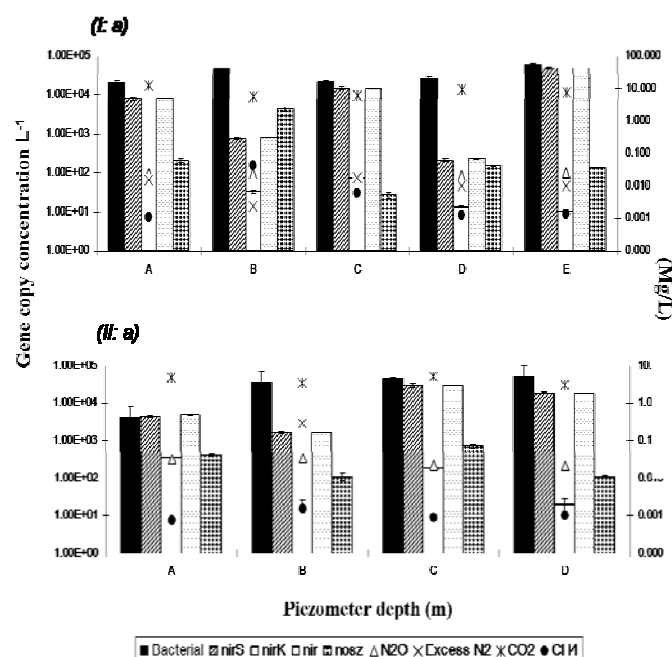 (I: a)
1.00E+05
1.00E+04
1.00E+03
1.00E+02
1.00E+01
1.00E+00
100.000
10.000
1.000
0.100
0.010
0.001
0.000
A B C D E
Gene copy concentration L-1
(Mg/L)
(II: a)
1.00E+05
1.00E+04
1.00E+03
1.00E+02
1.00E+01
1.00E+00
10.
1.0
0.1
0.001
0.000
A B C D
Piezometer depth (m)
Bacterial nirS nirK nir nosz N2O Excess N2 CO2